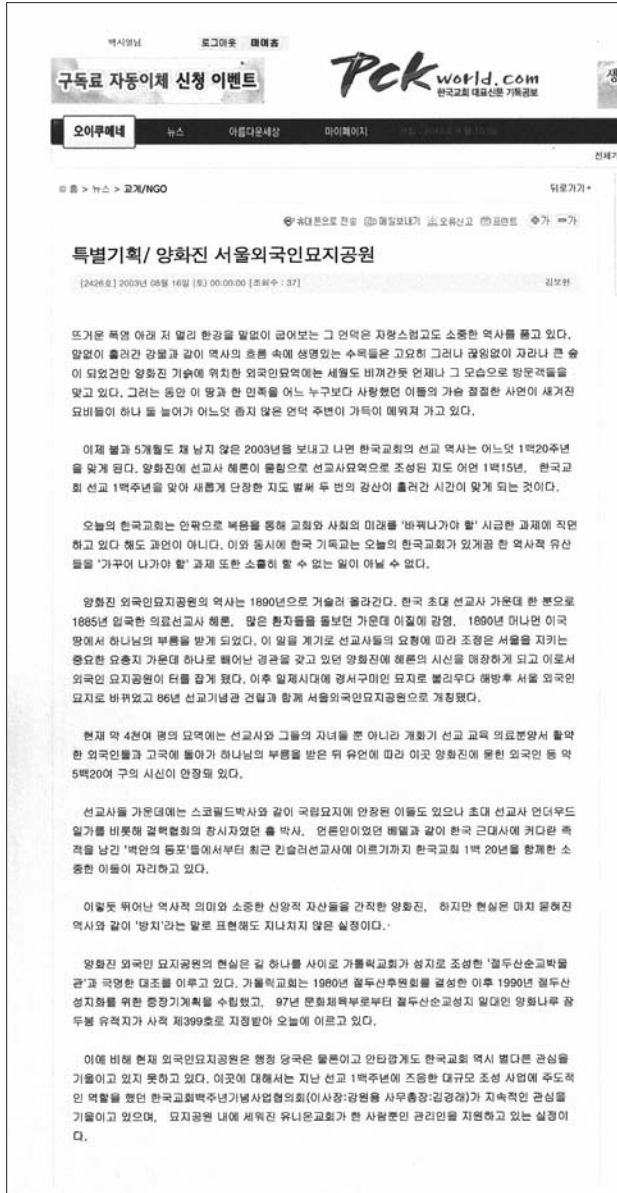 백시열님 로그아웃 마이홈
구독료 자동이체 신청 이벤트
Pckworld.com
한국교회 대표신문 기독공보
생
오이쿠메네 뉴스 아름다운세상 마이페이지
전체기
홈 > 뉴스 > 교계/NGO 뒤로가기+
휴대폰으로 전송 메일보내기 오류신고 프린트 가 가
특별기획/ 양화진 서울외국인묘지공원
[2426호] 2003년 08월 16일 (토) 00:00:00 [조회수 : 37] 김보현
뜨거운 폭염 아래 저 멀리 한강을 말없이 굽어보는 그 언덕은 자랑스럽고도 소중한 역사를 품고 있다.
말없이 흘러간 강물과 같이 역사의 흐름 속에 생명있는 수목들은 고요히 그러나 끊임없이 자라나 큰 숲
이 되었건만 양화진 기슭에 위치한 외국인묘역에는 세월도 비껴간듯 언제나 그 모습으로 방문객들을
맞고 있다. 그러는 동안 이 땅과 한 민족을 어느 누구보다 사랑했던 이들의 가슴 절절한 사연이 새겨진
묘비들이 하나 둘 늘어가 어느덧 좁지 않은 언덕 주변이 가득이 메워져 가고 있다.
이제 불과 5개월도 채 남지 않은 2003년을 보내고 나면 한국교회의 선교 역사는 어느덧 1백20주년
을 맞게 된다. 양화진에 선교사 헤론이 묻힘으로 선교사묘역으로 조성된 지도 어언 1백15년, 한국교
회 선교 1백주년을 맞아 새롭게 단장한 지도 벌써 두 번의 강산이 흘러간 시간이 맞게 되는 것이다.
오늘의 한국교회는 안팎으로 복음을 통해 교회와 사회의 미래를 '바꿔나가야 할' 시급한 과제에 직면
하고 있다 해도 과언이 아니다. 이와 동시에 한국 기독교는 오늘의 한국교회가 있게끔 한 역사적 유산
들을 '가꾸어 나가야 할' 과제 또한 소홀히 할 수 없는 일이 아닐 수 없다.
양화진 외국인묘지공원의 역사는 1890년으로 거슬러 올라간다. 한국 초대 선교사 가운데 한 분으로
1885년 입국한 의료선교사 헤론, 많은 환자들을 돌보던 가운데 이질에 감염, 1890년 머나먼 이국
땅에서 하나님의 부름을 받게 되었다. 이 일을 계기로 선교사들의 요청에 따라 조정은 서울을 지키는
중요한 요충지 가운데 하나로 빼어난 경관을 갖고 있던 양화진에 헤론의 시신을 매장하게 되고 이로서
외국인 묘지공원이 터를 잡게 됐다. 이후 일제시대에 경서구미인 묘지로 불리우다 해방후 서울 외국인
묘지로 바뀌었고 86년 선교기념관 건립과 함께 서울외국인묘지공원으로 개칭됐다.
현재 약 4천여 평의 묘역에는 선교사와 그들의 자녀들 뿐 아니라 개화기 선교 교육 의료분양서 활약
한 외국인들과 고국에 돌아가 하나님의 부름을 받은 뒤 유언에 따라 이곳 양화진에 묻힌 외국인 등 약
5백20여 구의 시신이 안장돼 있다.
선교사들 가운데에는 스코필드박사와 같이 국립묘지에 안장된 이들도 있으나 초대 선교사 언더우드
일가를 비롯해 결핵협회의 창시자였던 홀 박사, 언론인이었던 베델과 같이 한국 근대사에 커다란 족
적을 남긴 '벽안의 동포'들에서부터 최근 킨슬러선교사에 이르기까지 한국교회 1백 20년을 함께한 소
중한 이들이 자리하고 있다.
이렇듯 뛰어난 역사적 의미와 소중한 신앙적 자산들을 간직한 양화진, 하지만 현실은 마치 묻혀진
역사와 같이 '방치'라는 말로 표현해도 지나치지 않은 실정이다.
양화진 외국인 묘지공원의 현실은 길 하나를 사이로 가톨릭교회가 성지로 조성한 '절두산순교박물
관'과 극명한 대조를 이루고 있다. 가톨릭교회는 1980년 절두산후원회를 결성한 이후 1990년 절두산
성지화를 위한 중장기계획을 수립했고, 97년 문화체육부로부터 절두산순교성지 일대인 양화나루 잠
두봉 유적지가 사적 제399호로 지정받아 오늘에 이르고 있다.
이에 비해 현재 외국인묘지공원은 행정 당국은 물론이고 안타깝게도 한국교회 역시 별다른 관심을
기울이고 있지 못하고 있다. 이곳에 대해서는 지난 선교 1백주년에 즈음한 대규모 조성 사업에 주도적
인 역할을 했던 한국교회백주년기념사업협의회(이사장:강원용 사무총장:김경래)가 지속적인 관심을
기울이고 있으며, 묘지공원 내에 세워진 유니온교회가 한 사람뿐인 관리인을 지원하고 있는 실정이
다.